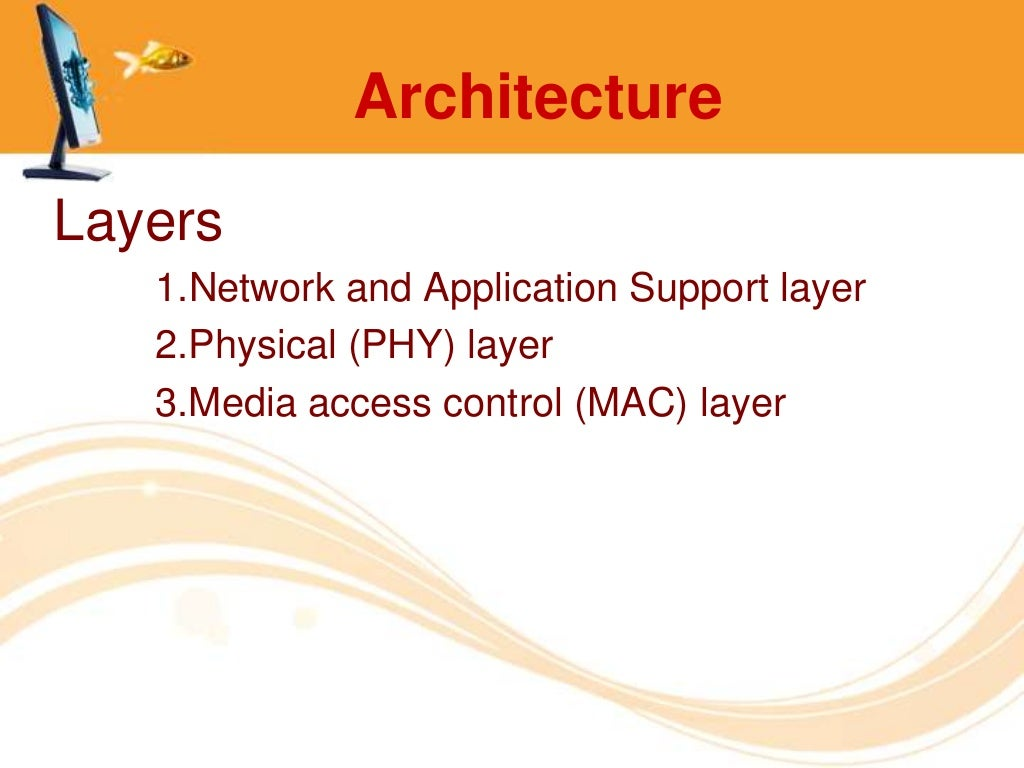 Architecture
Layers
1.Network and Application Support layer
2.Physical (PHY) layer
3.Media access control (MAC) layer